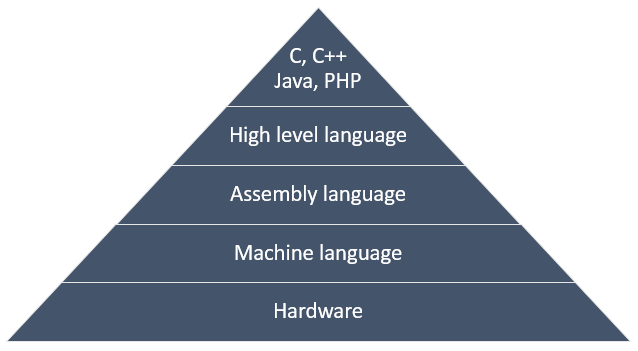 C, C++
Java, PHP
High level language
Assembly language
Machine language
Hardware